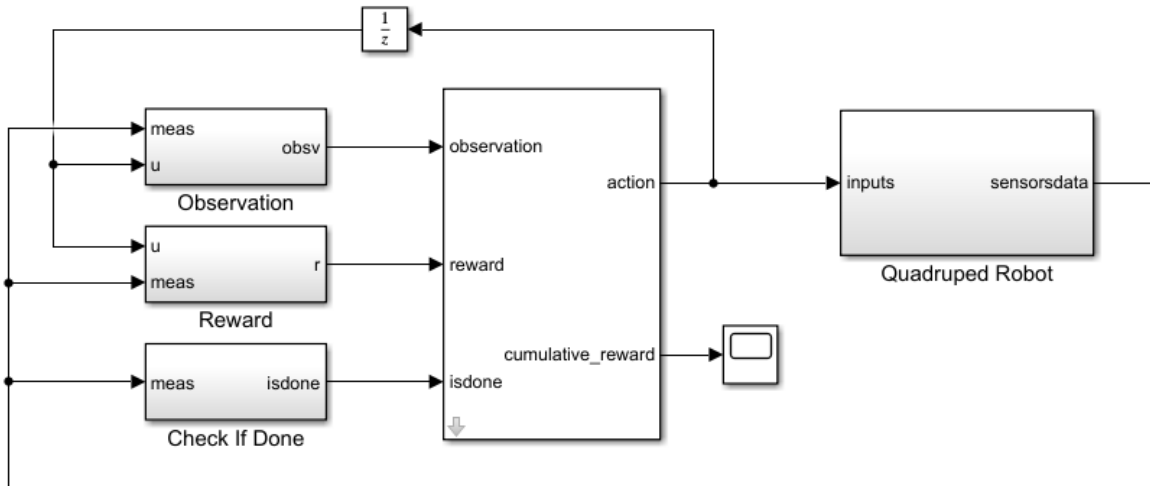 1
z
meas
u
obsv
Observation
u
meas
r
Reward
meas
isdone
Check If Done
observation
reward
isdone
action
cumulative_reward
inputs
sensorsdata
Quadruped Robot